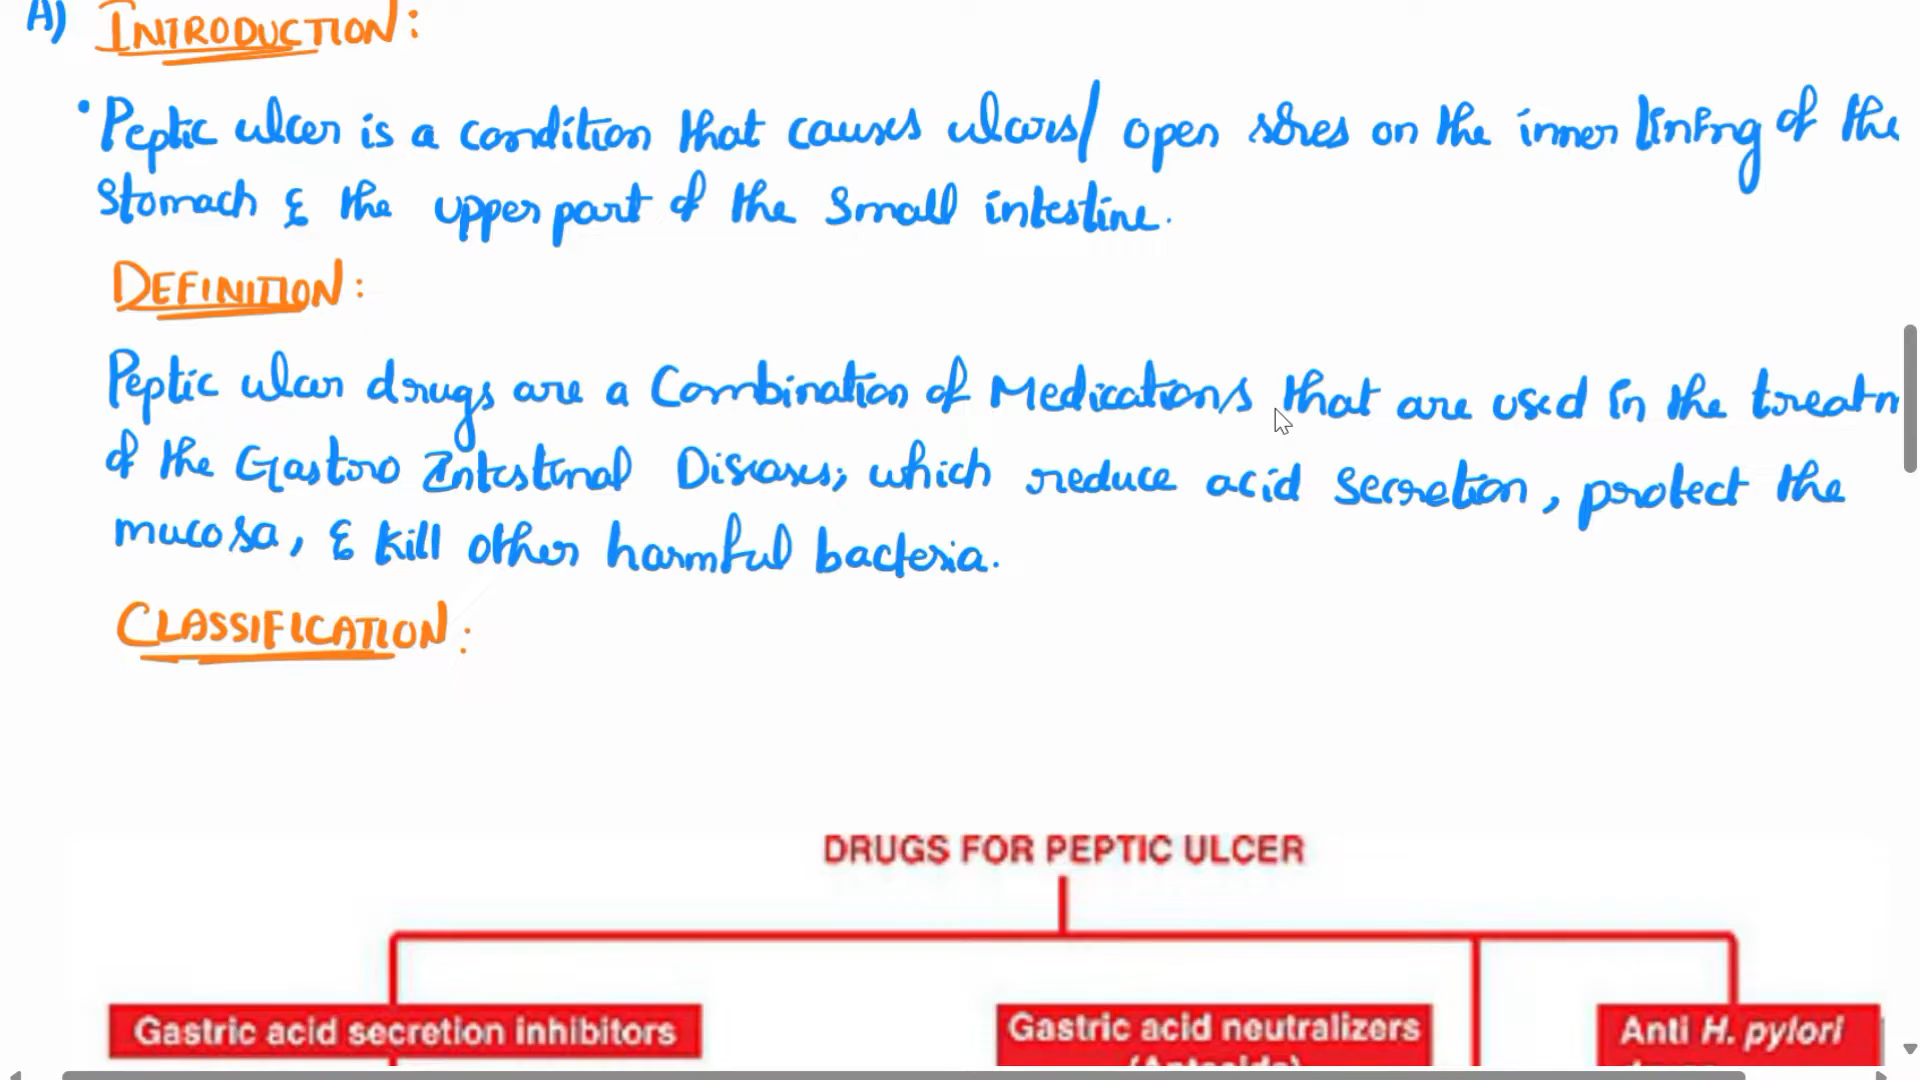 A) INTRODUCTION:
• Peptic ulcer is a condition that causes ulcers/ open sores on the inner lining of the
stomach & the upper part of the small intestine.
DEFINITION:
Peptic ulcer drugs are a Combination of Medications that are used in the treatm
of the Gastro Intestinal Diseases; which reduce acid secretion, protect the
mucosa, & kill other harmful bacteria.
CLASSIFICATION:
DRUGS FOR PEPTIC ULCER
Gastric acid secretion inhibitors
Gastric acid neutralizers
(Antacids)
Anti H. pylori